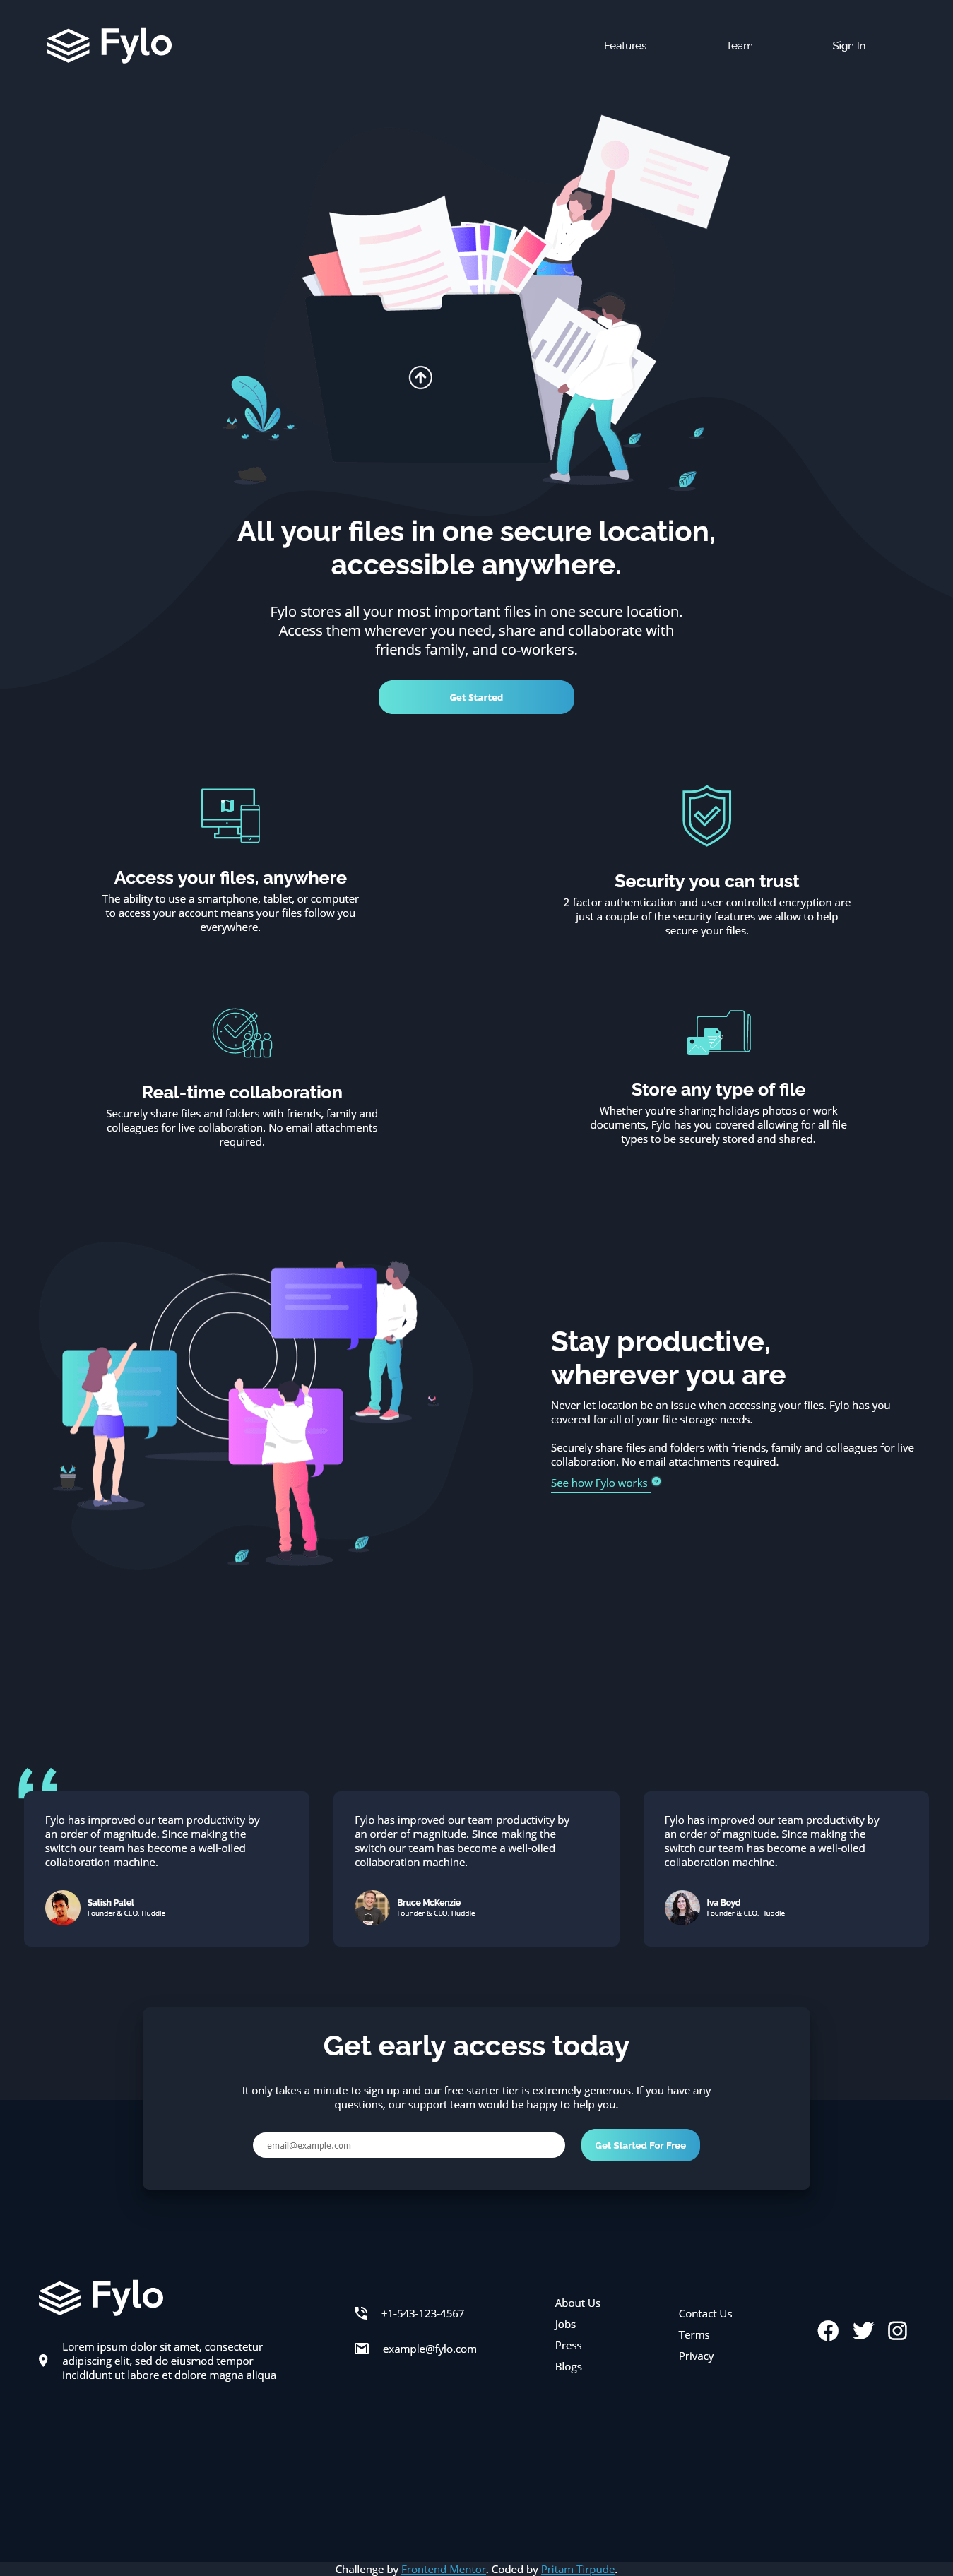 Fylo
Features
Team
Sign In
All your files in one secure location,
accessible anywhere.
Fylo stores all your most important files in one secure location.
Access them wherever you need, share and collaborate with
friends family, and co-workers.
Get Started
Access your files, anywhere
The ability to use a smartphone, tablet, or computer
to access your account means your files follow you
everywhere.
Security you can trust
2-factor authentication and user-controlled encryption are
just a couple of the security features we allow to help
secure your files.
Real-time collaboration
Securely share files and folders with friends, family and
colleagues for live collaboration. No email attachments
required.
Store any type of file
Whether you're sharing holidays photos or work
documents, Fylo has you covered allowing for all file
types to be securely stored and shared.
Stay productive,
wherever you are
Never let location be an issue when accessing your files. Fylo has you
covered for all of your file storage needs.
Securely share files and folders with friends, family and colleagues for live
collaboration. No email attachments required.
See how Fylo works
“
Fylo has improved our team productivity by
an order of magnitude. Since making the
switch our team has become a well-oiled
collaboration machine.
Satish Patel
Founder & CEO, Huddle
Fylo has improved our team productivity by
an order of magnitude. Since making the
switch our team has become a well-oiled
collaboration machine.
Bruce McKenzie
Founder & CEO, Huddle
Fylo has improved our team productivity by
an order of magnitude. Since making the
switch our team has become a well-oiled
collaboration machine.
Iva Boyd
Founder & CEO, Huddle
Get early access today
It only takes a minute to sign up and our free starter tier is extremely generous. If you have any
questions, our support team would be happy to help you.
email@example.com
Get Started For Free
Fylo
Lorem ipsum dolor sit amet, consectetur
adipiscing elit, sed do eiusmod tempor
incididunt ut labore et dolore magna aliqua
+1-543-123-4567
example@fylo.com
About Us
Jobs
Press
Blogs
Contact Us
Terms
Privacy
Challenge by Frontend Mentor. Coded by Pritam Tirpude.